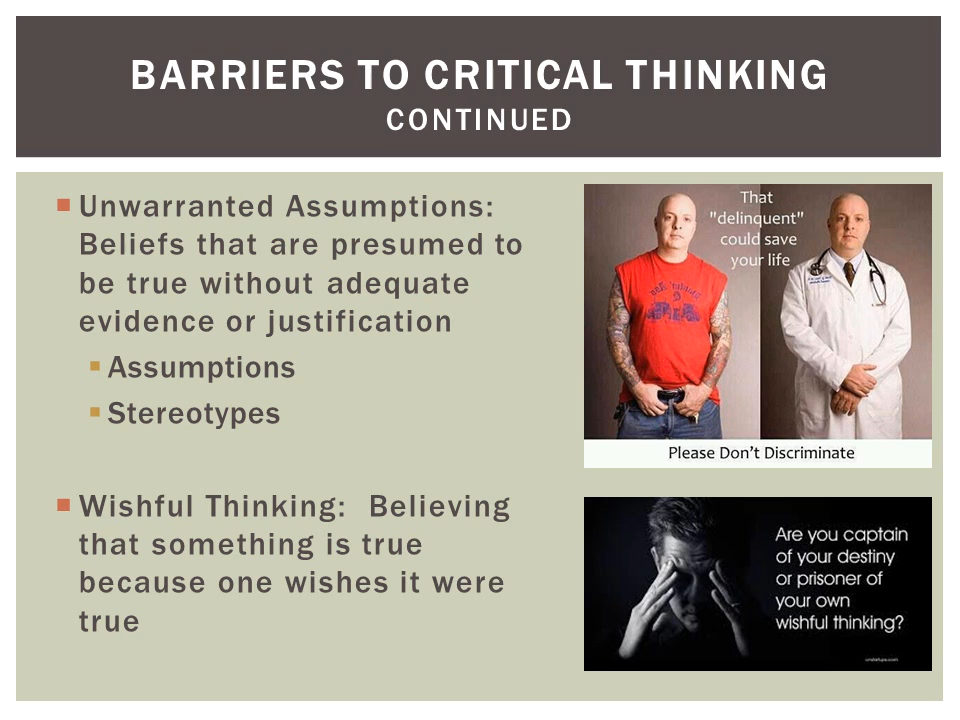 BARRIERS TO CRITICAL THINKING
CONTINUED
Unwarranted Assumptions:
Beliefs that are presumed to
be true without adequate
evidence or justification
Assumptions
Stereotypes
Wishful Thinking:  Believing
that something is true
because one wishes it were
true
That
"delinquent"
could save
your life
Please Don’t Discriminate
Are you captain
of your destiny
or prisoner of
your own
wishful thinking?